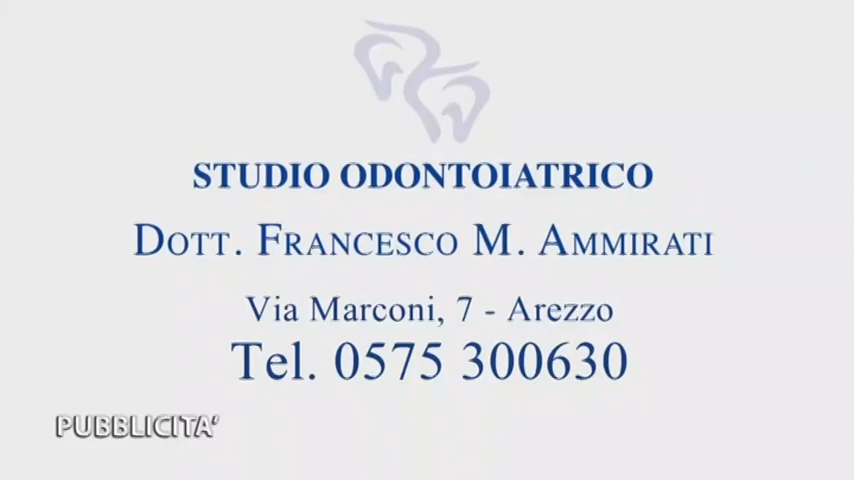 STUDIO ODONTOIATRICO
DOTT. FRANCESCO M. AMMIRATI
Via Marconi, 7 - Arezzo
Tel. 0575 300630
PUBBLICITA'